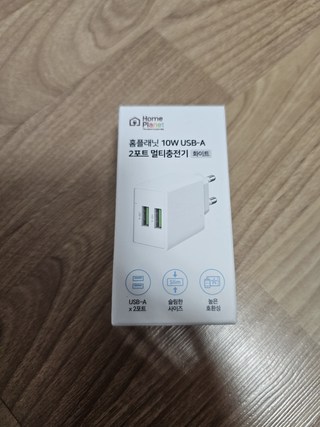 Home
Planet
홈플래닛 10W USB-A
2포트 멀티충전기 화이트
USB-A
x 2포트
슬림한
사이즈
높은
호환성